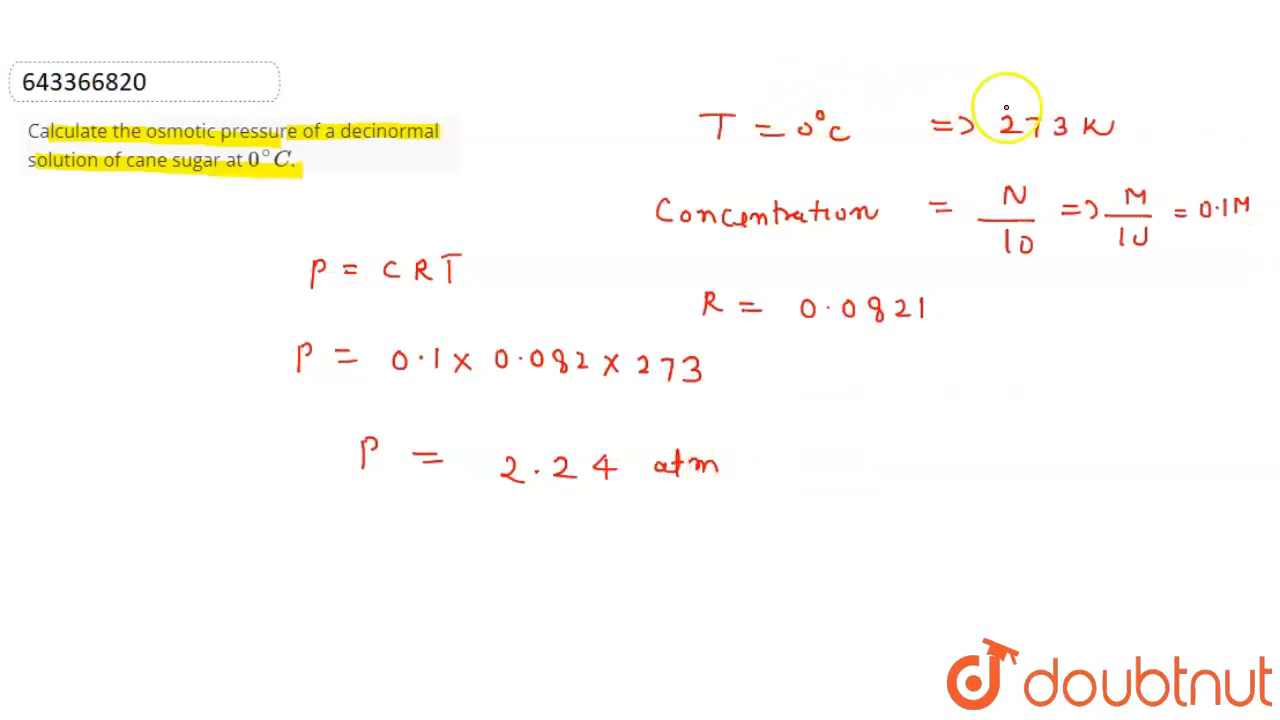 643366820
Calculate the osmotic pressure of a decinormal
solution of cane sugar at 0°C.
T = 0°C => 273 K
Concentration = N/10 => M/10 = 0.1M
P = C R T
R = 0.0821
P = 0.1 x 0.082 x 273
P = 2.24 atm
doubtnut